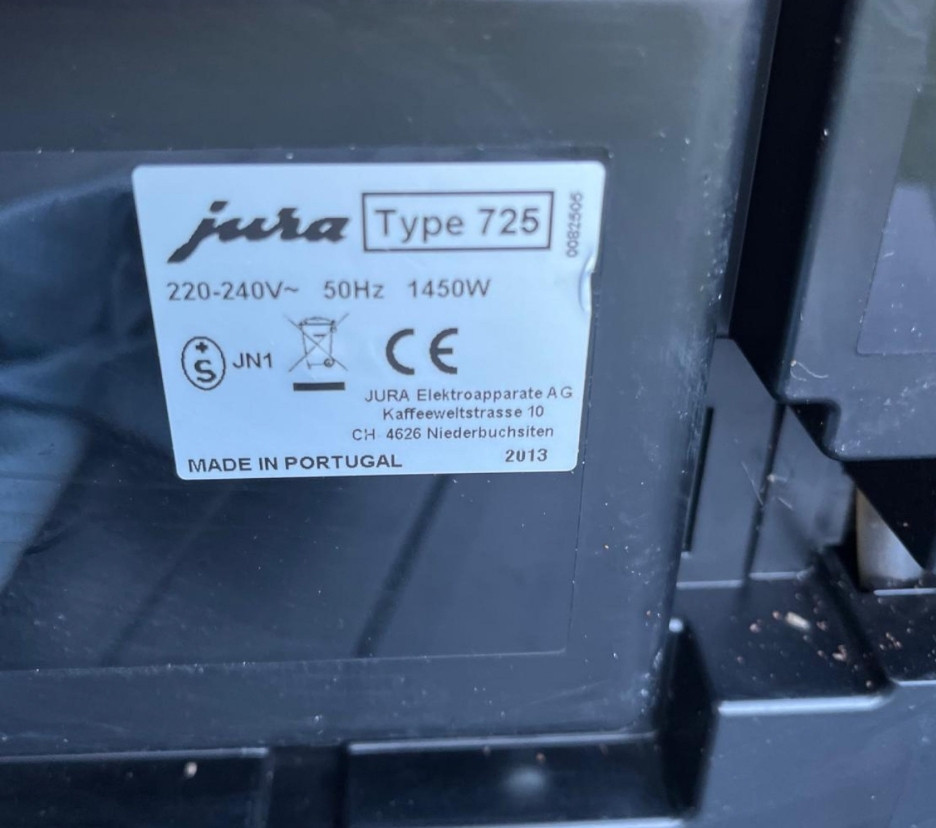 jura Type 725
0082505
220-240V~ 50Hz 1450W
+
S JN1 CE
JURA Elektroapparate AG
Kaffeeweltstrasse 10
CH 4626 Niederbuchsiten
MADE IN PORTUGAL 2013